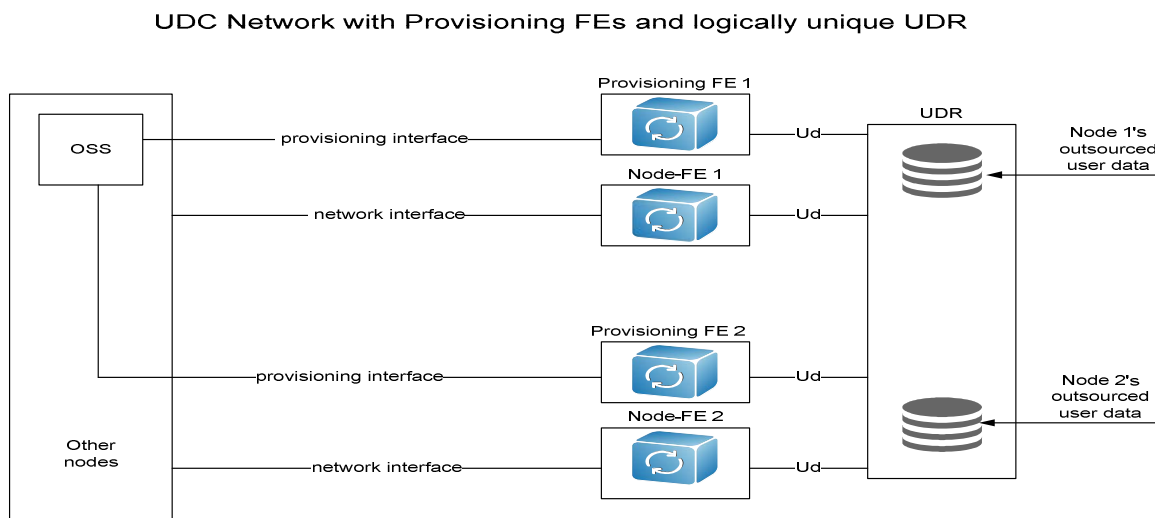 UDC Network with Provisioning FEs and logically unique UDR
Provisioning FE 1
OSS
provisioning interface
Ud
UDR
Node 1's
outsourced
user data
Node-FE 1
network interface
Ud
Provisioning FE 2
provisioning interface
Ud
Node 2's
outsourced
user data
Node-FE 2
Other
nodes
network interface
Ud